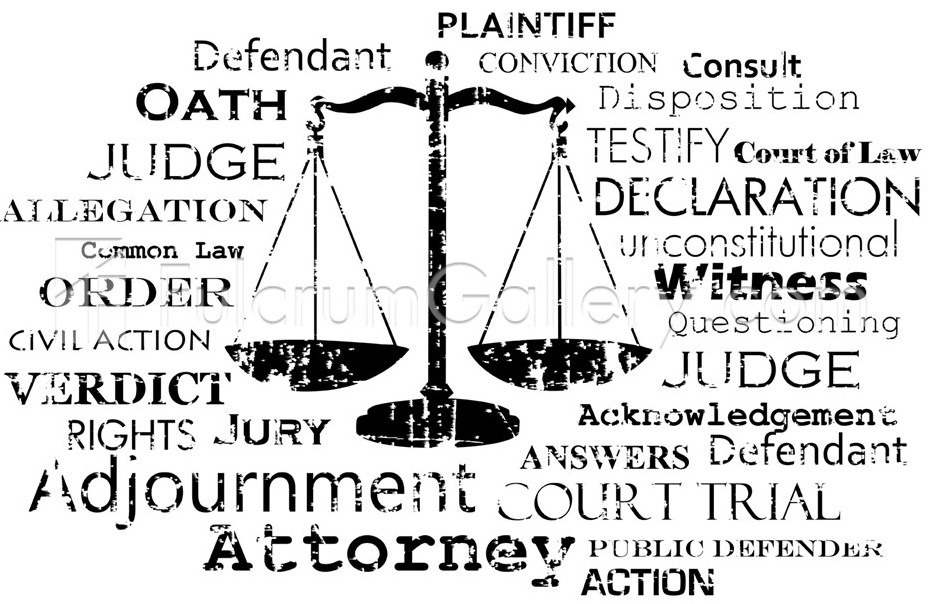 PLAINTIFF
Defendant
CONVICTION
Consult
OATH
Disposition
JUDGE
TESTIFY
Court of Law
ALLEGATION
DECLARATION
Common Law
unconstitutional
ORDER
Witness
FulcrumGallery.com
CIVIL ACTION
Questioning
VERDICT
JUDGE
RIGHTS
JURY
Acknowledgement
ANSWERS
Defendant
Adjournment
COURT TRIAL
Attorney
PUBLIC DEFENDER
ACTION